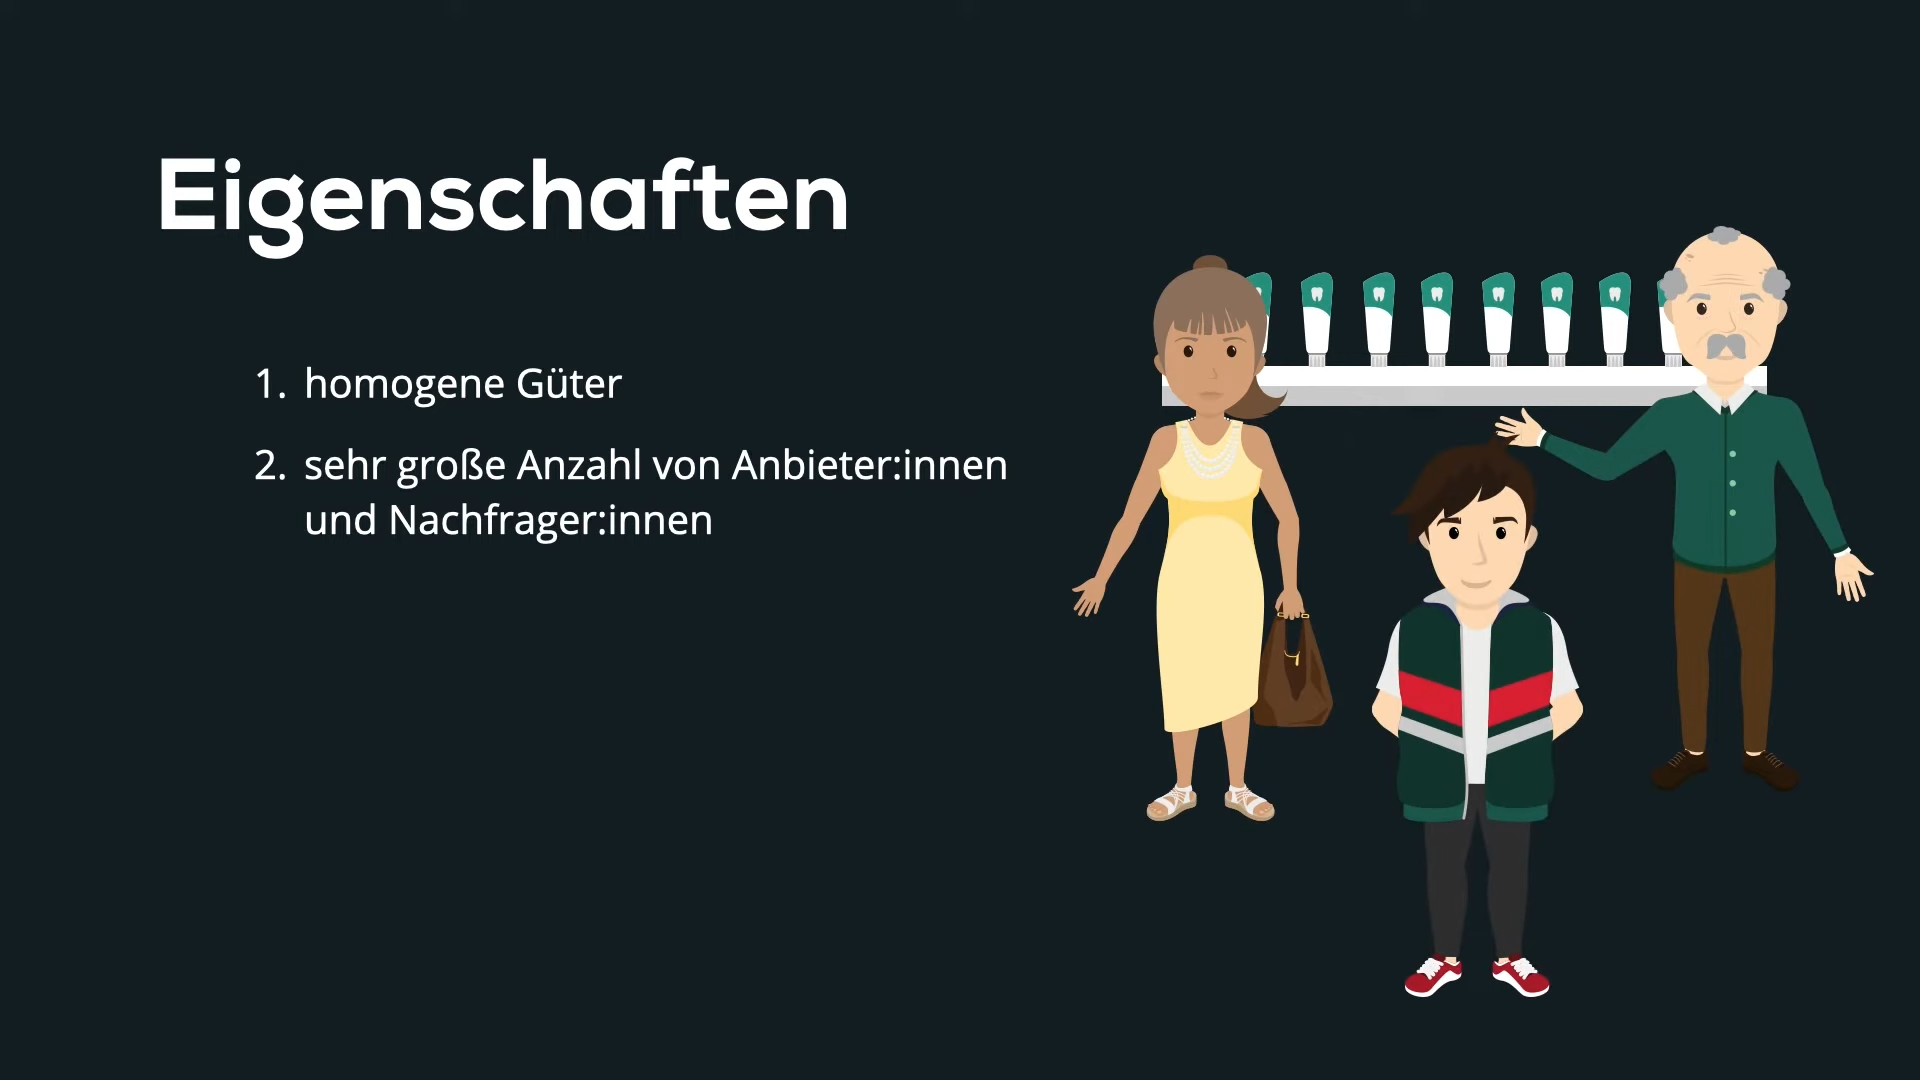 Eigenschaften
1. homogene Güter
2. sehr große Anzahl von Anbieter:innen
und Nachfrager:innen